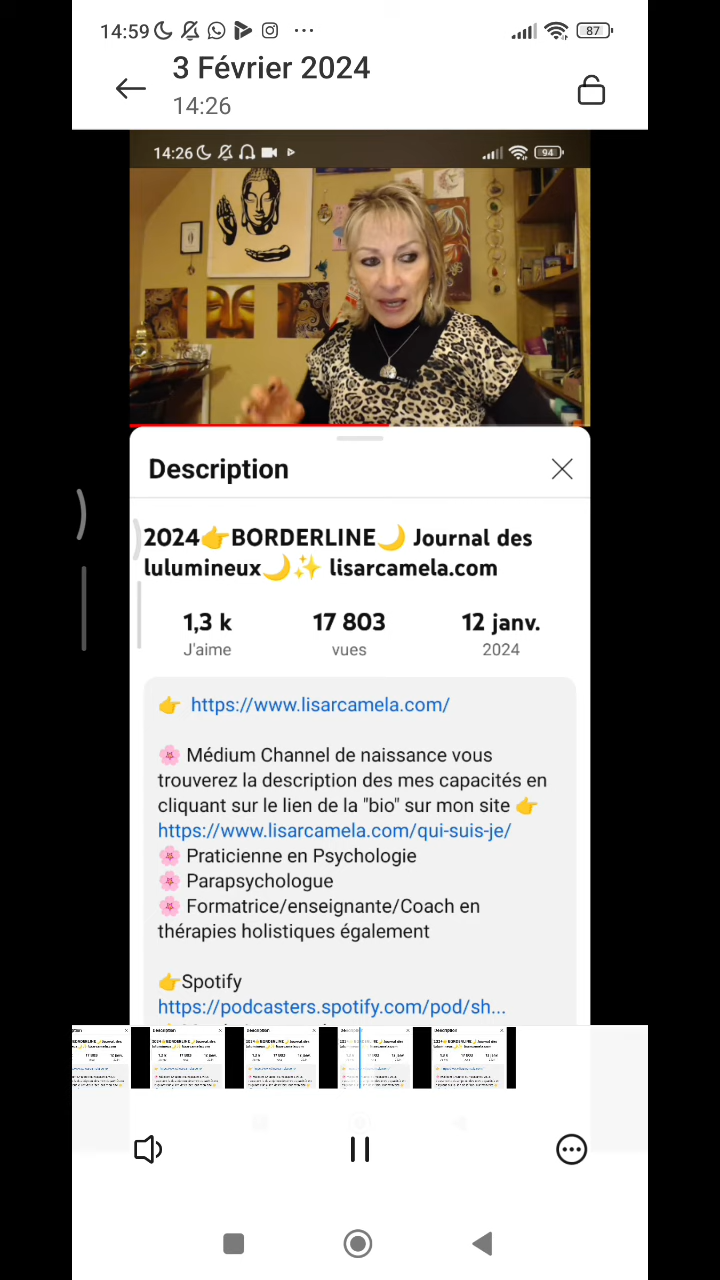 14:59 87
3 Février 2024
14:26
14:26 94
Description
2024👉BORDERLINE🌙 Journal des
lulumineux🌙✨ lisarcamela.com
1,3 k 17 803 12 janv.
J'aime vues 2024
👉 https://www.lisarcamela.com/
🌸 Médium Channel de naissance vous
trouverez la description des mes capacités en
cliquant sur le lien de la "bio" sur mon site 👉
https://www.lisarcamela.com/qui-suis-je/
🌸 Praticienne en Psychologie
🌸 Parapsychologue
🌸 Formatrice/enseignante/Coach en
thérapies holistiques également
👉Spotify
https://podcasters.spotify.com/pod/sh...